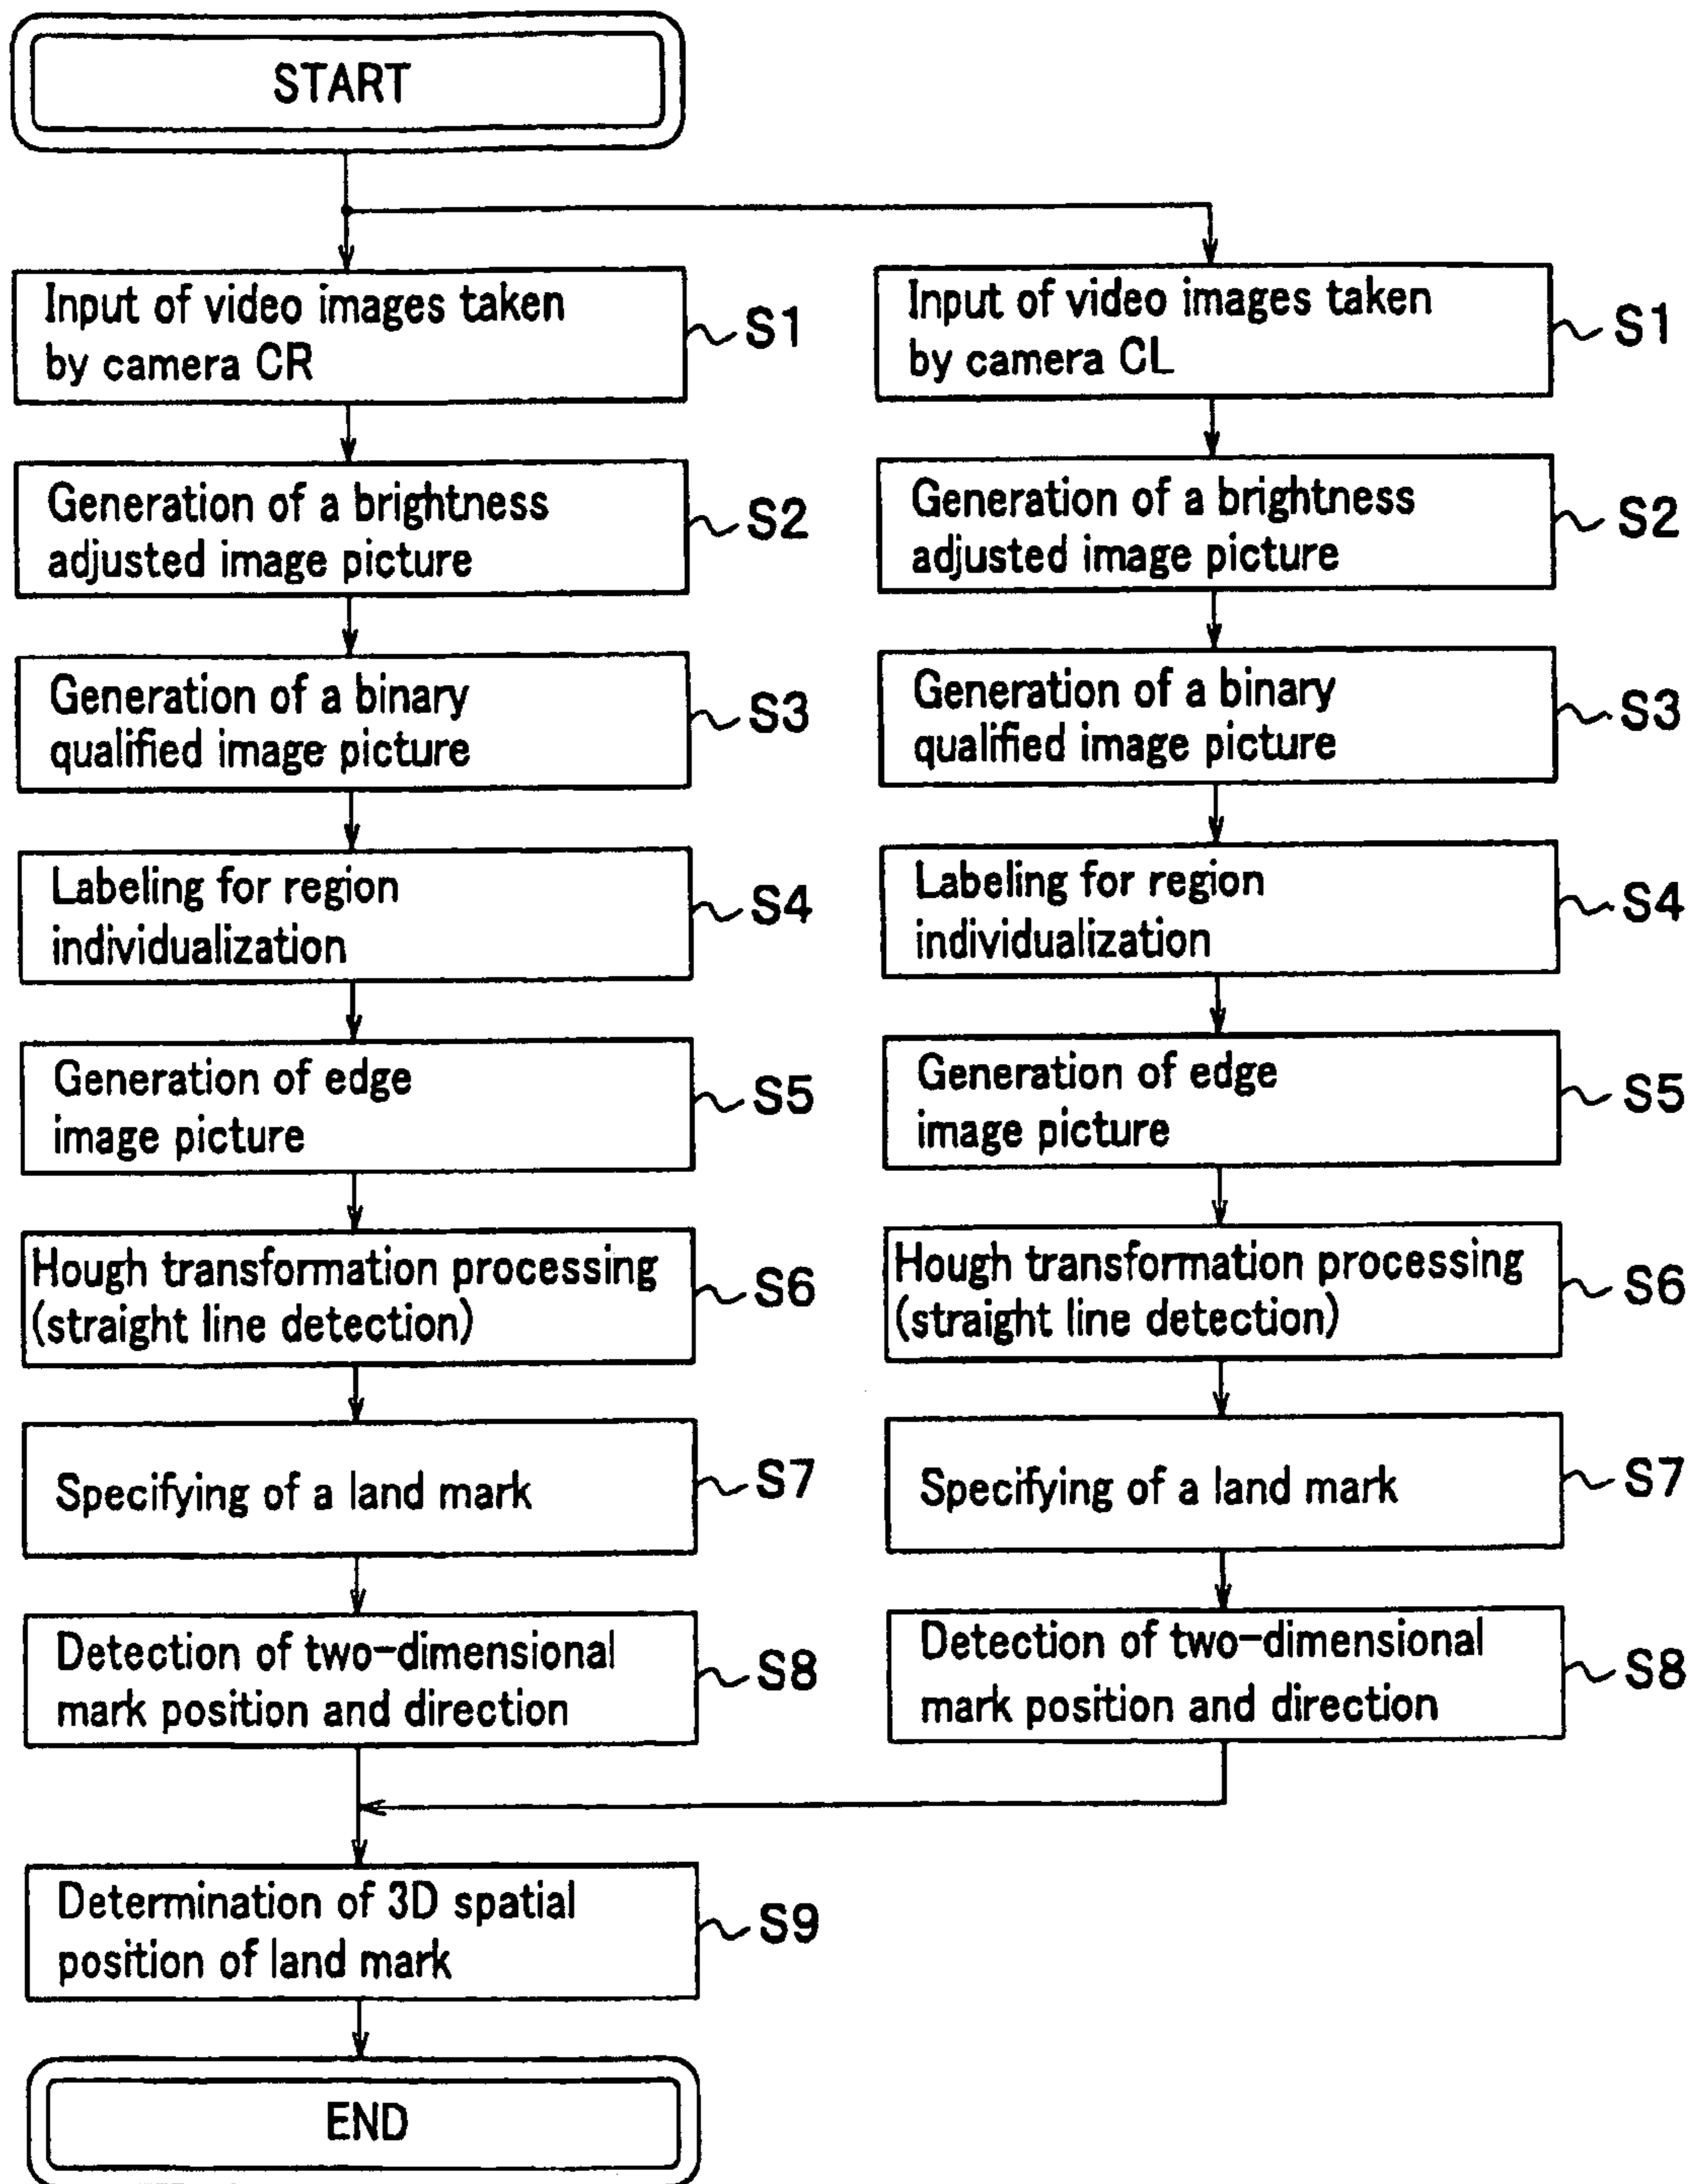 START
Input of video images taken
by camera CR
S1
Input of video images taken
by camera CL
S1
Generation of a brightness
adjusted image picture
S2
Generation of a brightness
adjusted image picture
S2
Generation of a binary
qualified image picture
S3
Generation of a binary
qualified image picture
S3
Labeling for region
individualization
S4
Labeling for region
individualization
S4
Generation of edge
image picture
S5
Generation of edge
image picture
S5
Hough transformation processing
(straight line detection)
S6
Hough transformation processing
(straight line detection)
S6
Specifying of a land mark
S7
Specifying of a land mark
S7
Detection of two-dimensional
mark position and direction
S8
Detection of two-dimensional
mark position and direction
S8
Determination of 3D spatial
position of land mark
S9
END